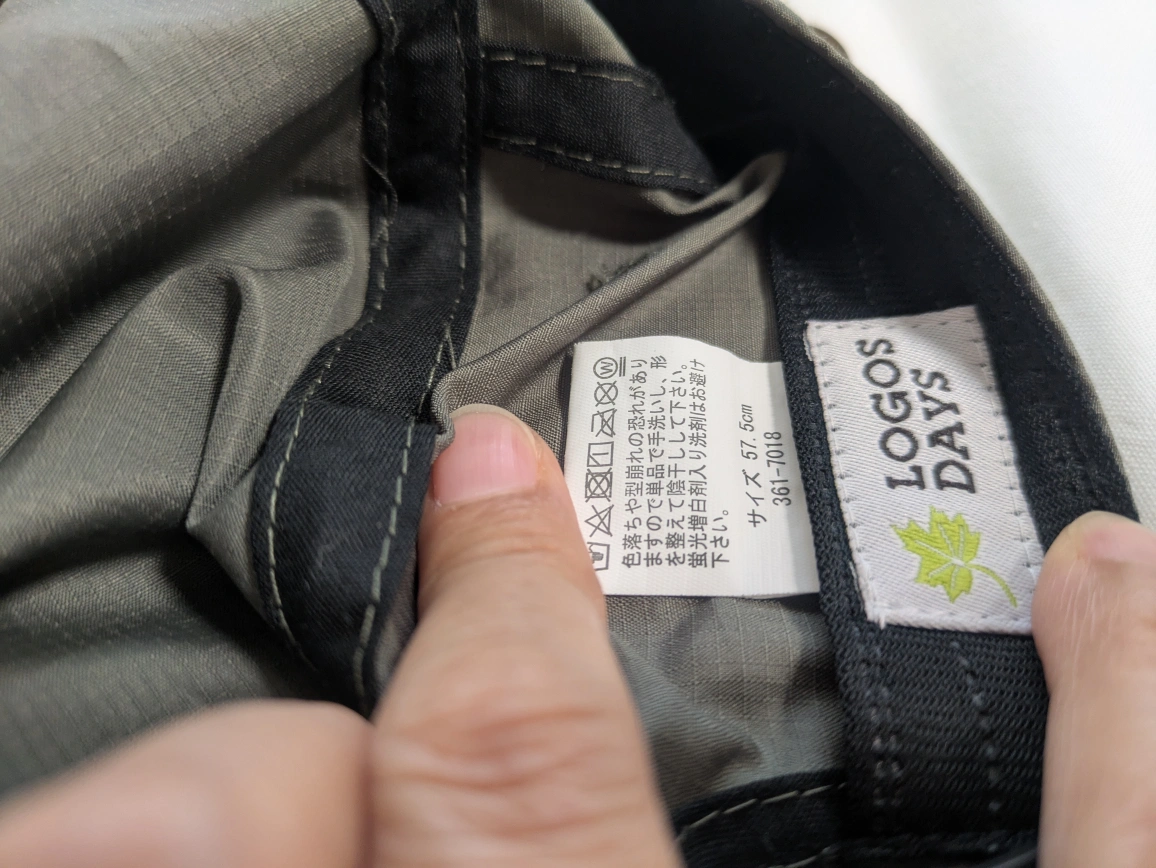 色落ちや型崩れの恐れがあり
ますので単品で手洗いし、形
を整えて陰干しして下さい。
蛍光増白剤入り洗剤はお避け
下さい。
サイズ 57.5cm
361-7018
LOGOS
DAYS